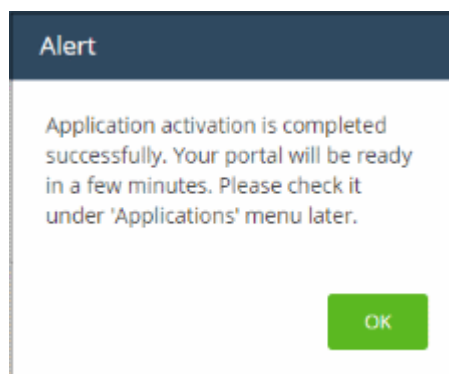 Alert
Application activation is completed
successfully. Your portal will be ready
in a few minutes. Please check it
under 'Applications' menu later.
OK